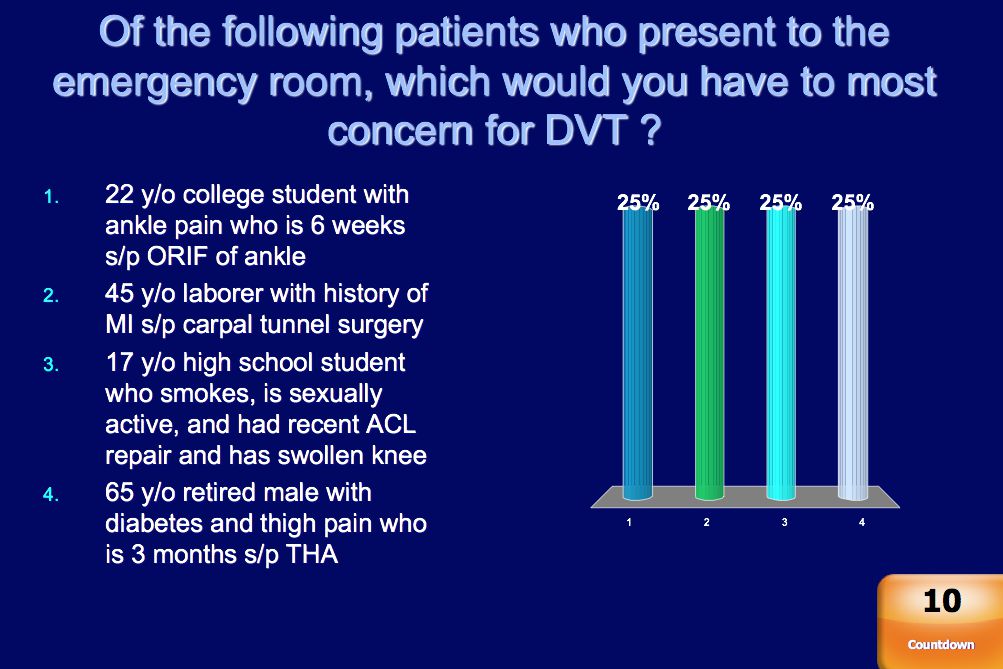 Of the following patients who present to the
emergency room, which would you have to most
concern for DVT ?
1. 22 y/o college student with
ankle pain who is 6 weeks
s/p ORIF of ankle
2. 45 y/o laborer with history of
MI s/p carpal tunnel surgery
3. 17 y/o high school student
who smokes, is sexually
active, and had recent ACL
repair and has swollen knee
4. 65 y/o retired male with
diabetes and thigh pain who
is 3 months s/p THA
25% 25% 25% 25%
1 2 3 4
10
Countdown